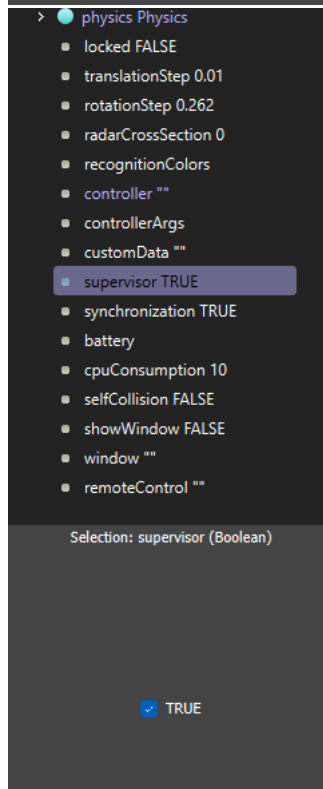 physics Physics
locked FALSE
translationStep 0.01
rotationStep 0.262
radarCrossSection 0
recognitionColors
controller ""
controllerArgs
customData ""
supervisor TRUE
synchronization TRUE
battery
cpuConsumption 10
selfCollision FALSE
showWindow FALSE
window ""
remoteControl ""
Selection: supervisor (Boolean)
TRUE